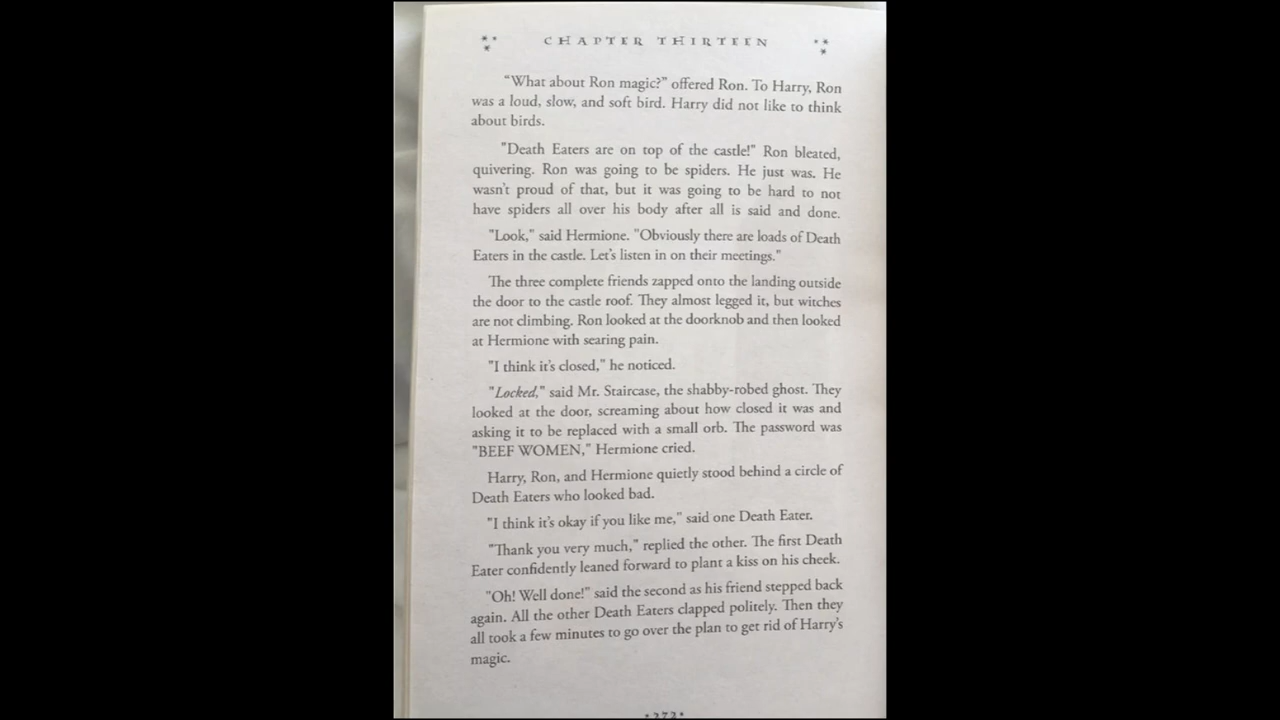 CHAPTER THIRTEEN
“What about Ron magic?” offered Ron. To Harry, Ron
was a loud, slow, and soft bird. Harry did not like to think
about birds.
"Death Eaters are on top of the castle!" Ron bleated,
quivering. Ron was going to be spiders. He just was. He
wasn't proud of that, but it was going to be hard to not
have spiders all over his body after all is said and done.
"Look," said Hermione. "Obviously there are loads of Death
Eaters in the castle. Let's listen in on their meetings."
The three complete friends zapped onto the landing outside
the door to the castle roof. They almost legged it, but witches
are not climbing. Ron looked at the doorknob and then looked
at Hermione with searing pain.
"I think it's closed," he noticed.
"Locked," said Mr. Staircase, the shabby-robed ghost. They
looked at the door, screaming about how closed it was and
asking it to be replaced with a small orb. The password was
"BEEF WOMEN," Hermione cried.
Harry, Ron, and Hermione quietly stood behind a circle of
Death Eaters who looked bad.
"I think it's okay if you like me," said one Death Eater.
"Thank you very much," replied the other. The first Death
Eater confidently leaned forward to plant a kiss on his cheek.
"Oh! Well done!" said the second as his friend stepped back
again. All the other Death Eaters clapped politely. Then they
all took a few minutes to go over the plan to get rid of Harry's
magic.